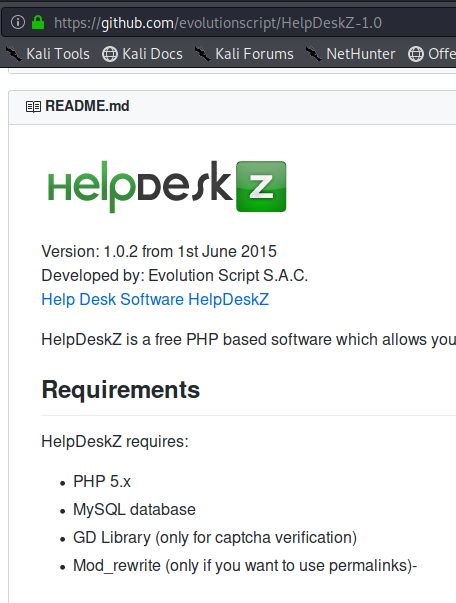 https://github.com/evolutionscript/HelpDeskZ-1.0
Kali Tools Kali Docs Kali Forums NetHunter Offe
README.md
HelpDesk Z
Version: 1.0.2 from 1st June 2015
Developed by: Evolution Script S.A.C.
Help Desk Software HelpDeskZ
HelpDeskZ is a free PHP based software which allows you
Requirements
HelpDeskZ requires:
• PHP 5.x
• MySQL database
• GD Library (only for captcha verification)
• Mod_rewrite (only if you want to use permalinks)-